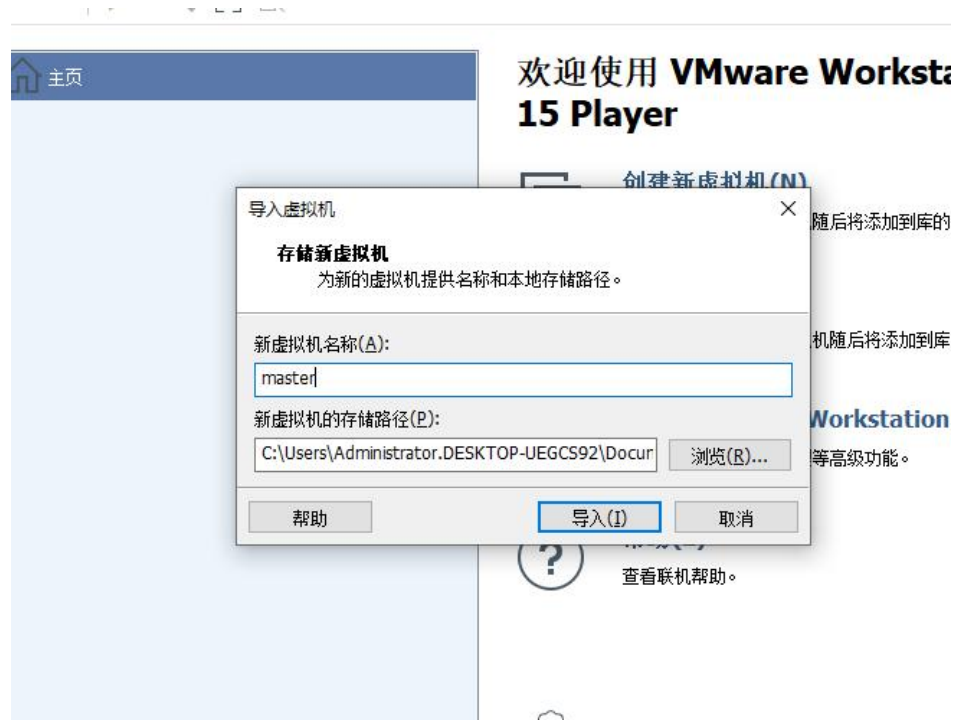 主页
欢迎使用 VMware Worksta
15 Player
创建新虚拟机(N)
随后将添加到库的
导入虚拟机
存储新虚拟机
为新的虚拟机提供名称和本地存储路径。
新虚拟机名称(A):
机随后将添加到库
master
新虚拟机的存储路径(P):
Workstation
C:\Users\Administrator.DESKTOP-UEGCS92\Docur
浏览(R)...
等高级功能。
帮助
导入(I)
取消
?
查看联机帮助。